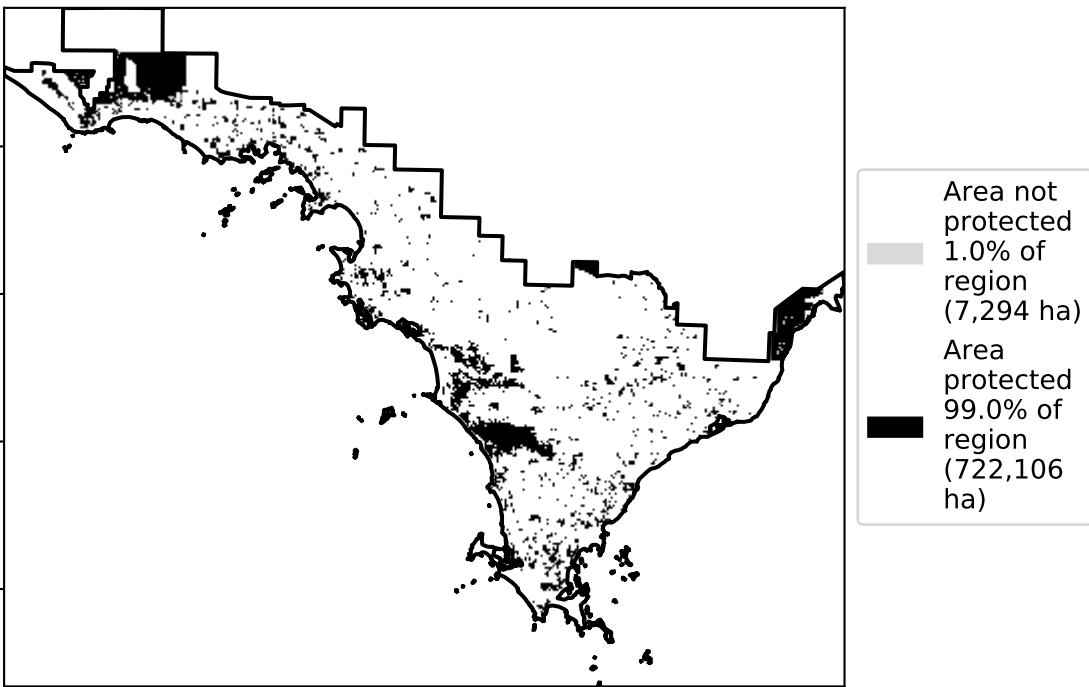 Area not
protected
1.0% of
region
(7,294 ha)
Area
protected
99.0% of
region
(722,106
ha)